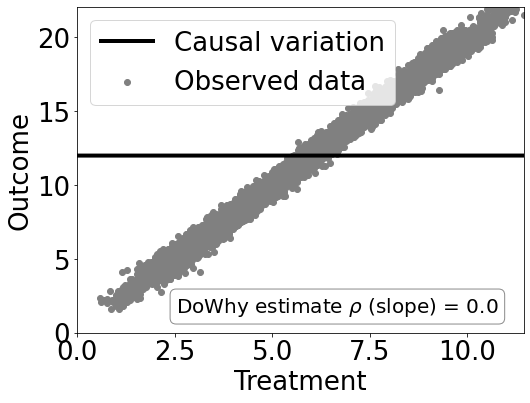 Causal variation
Observed data
20
15
10
5
0
Outcome
0.0 2.5 5.0 7.5 10.0
Treatment
DoWhy estimate ρ (slope) = 0.0